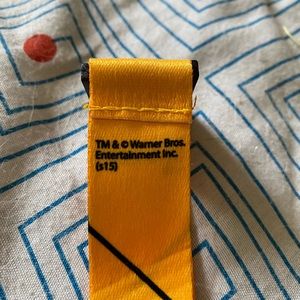 TM & © Warner Bros.
Entertainment Inc.
(s15)